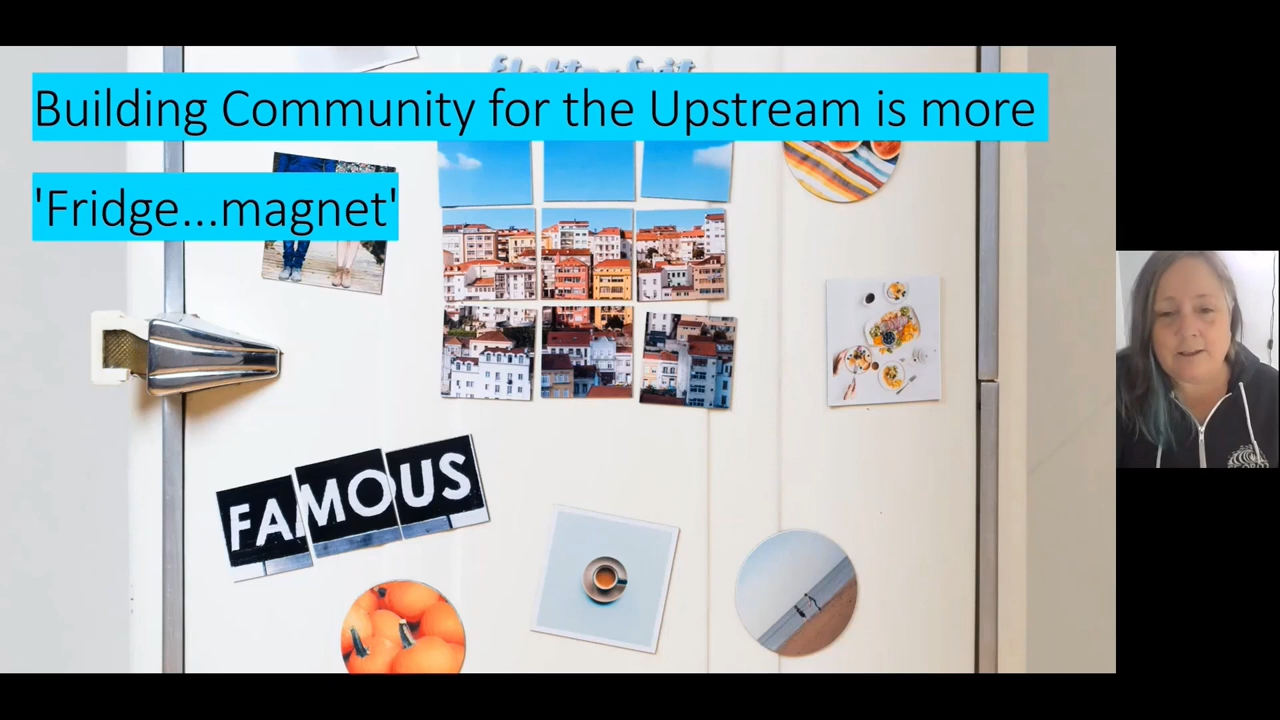 Building Community for the Upstream is more
'Fridge...magnet'
FAMOUS